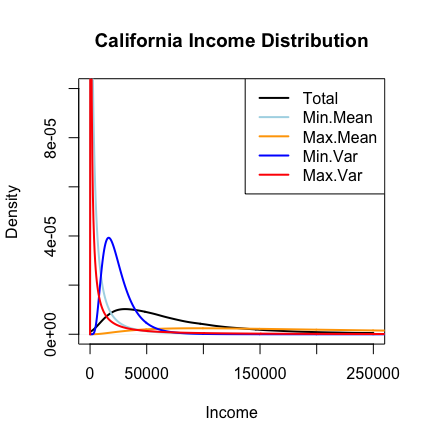 California Income Distribution
Total
Min.Mean
Max.Mean
Min.Var
Max.Var
Density
8e-05
4e-05
0e+00
0
50000
150000
250000
Income